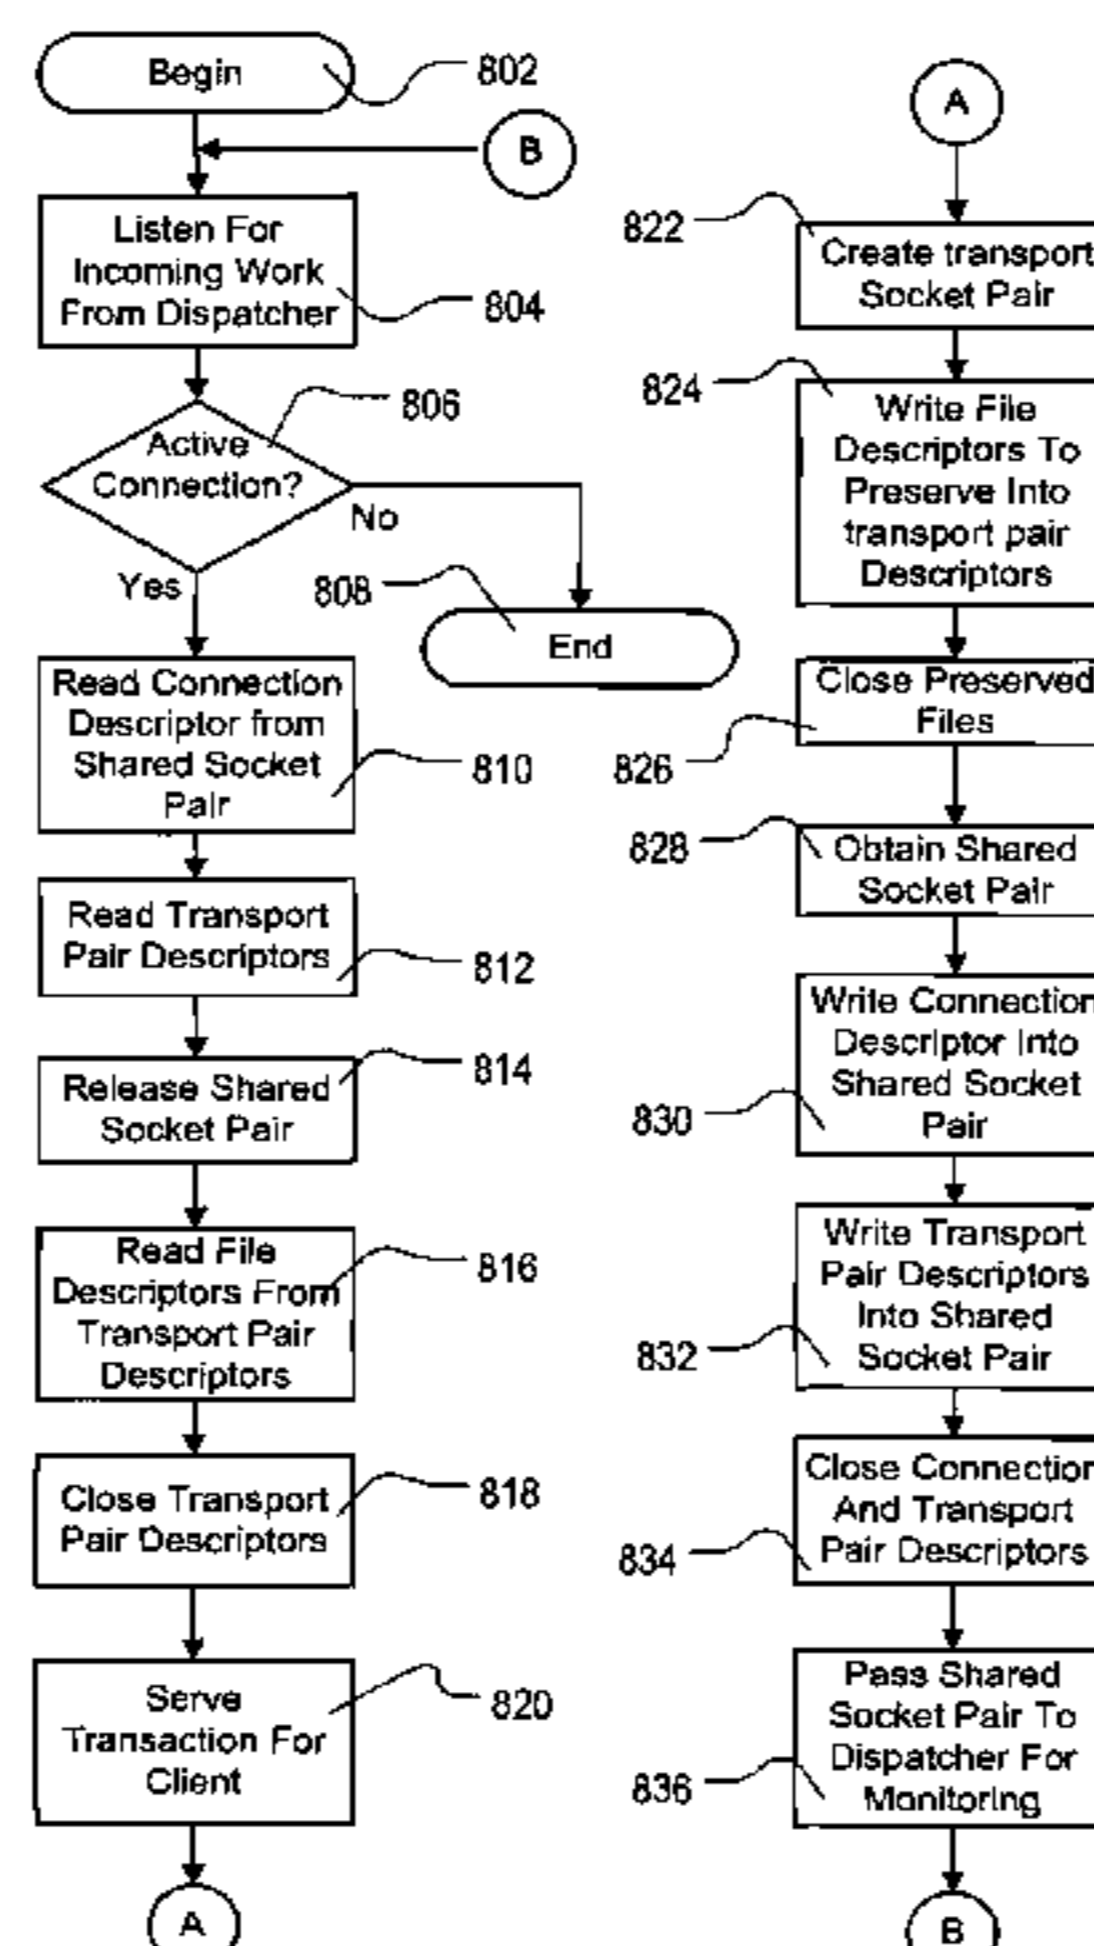 Begin
802
B
Listen For
Incoming Work
From Dispatcher
804
Active
Connection?
806
No
Yes
808
End
Read Connection
Descriptor from
Shared Socket
Pair
810
Read Transport
Pair Descriptors
812
Release Shared
Socket Pair
814
Read File
Descriptors From
Transport Pair
Descriptors
816
Close Transport
Pair Descriptors
818
Serve
Transaction For
Client
820
A
A
822
Create transport
Socket Pair
824
Write File
Descriptors To
Preserve Into
transport pair
Descriptors
Close Preserved
Files
826
828
Obtain Shared
Socket Pair
Write Connection
Descriptor Into
Shared Socket
Pair
830
Write Transport
Pair Descriptors
Into Shared
Socket Pair
832
Close Connection
And Transport
Pair Descriptors
834
Pass Shared
Socket Pair To
Dispatcher For
Monitoring
836
B